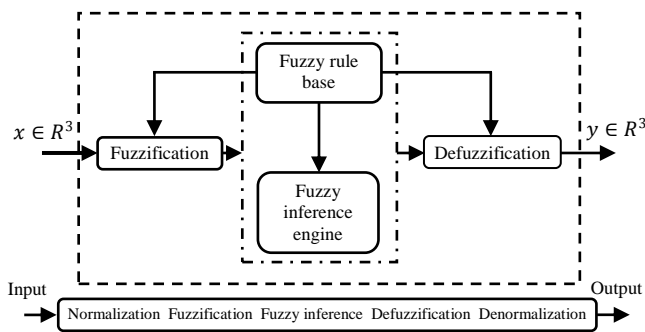 Fuzzy rule
base
x ∈ R³
y ∈ R³
Fuzzification
Defuzzification
Fuzzy
inference
engine
Input
Output
Normalization Fuzzification Fuzzy inference Defuzzification Denormalization